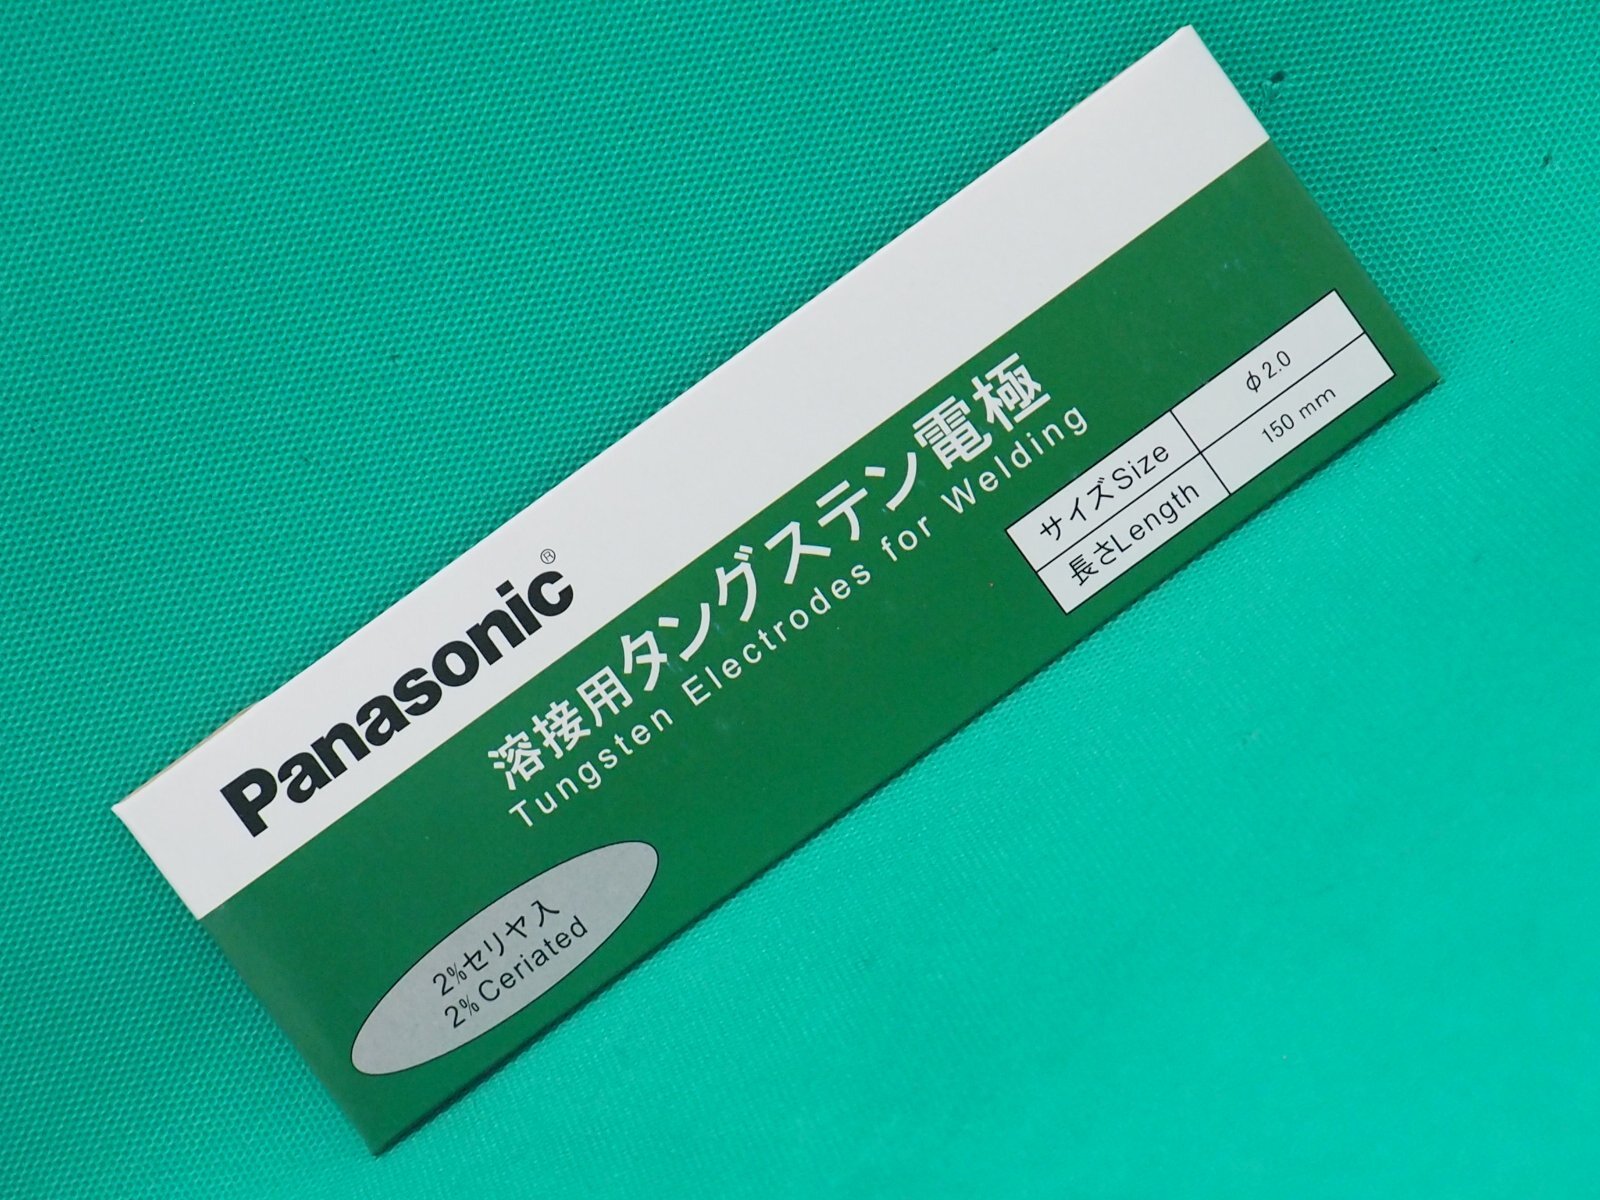 Panasonic®
溶接用タングステン電極
Tungsten Electrodes for Welding
サイズSize φ2.0
長さLength 150 mm
2%セリヤ入
2%Ceriated